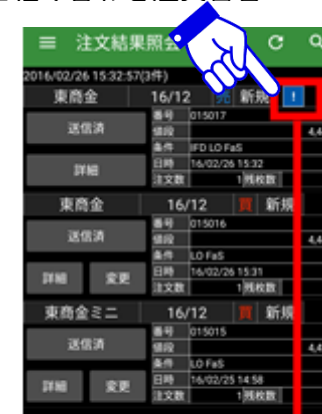 注文結果照会
2016/02/26 15:32:57(3件)
東商金 16/12 売 新規 !
送信済
詳細
番号 015017
値段 4,4
条件 IFD LO FaS
日時 16/02/26 15:32
注文数 1 残枚数
東商金 16/12 買 新規
送信済
詳細 変更
番号 015016
値段 4,4
条件 LO FaS
日時 16/02/26 15:31
注文数 1 残枚数
東商金ミニ 16/12 買 新規
送信済
詳細 変更
番号 015015
値段 4,4
条件 LO FaS
日時 16/02/25 14:58
注文数 1 残枚数